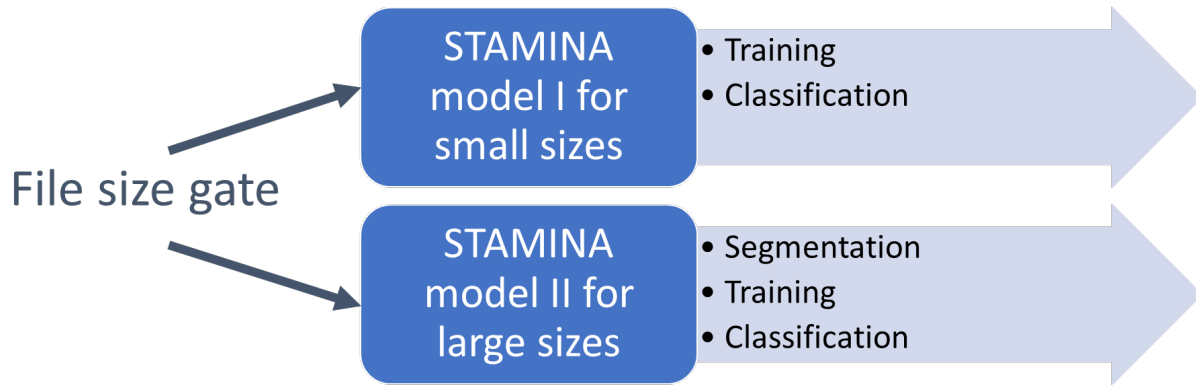 File size gate
STAMINA
model I for
small sizes
• Training
• Classification
STAMINA
model II for
large sizes
• Segmentation
• Training
• Classification